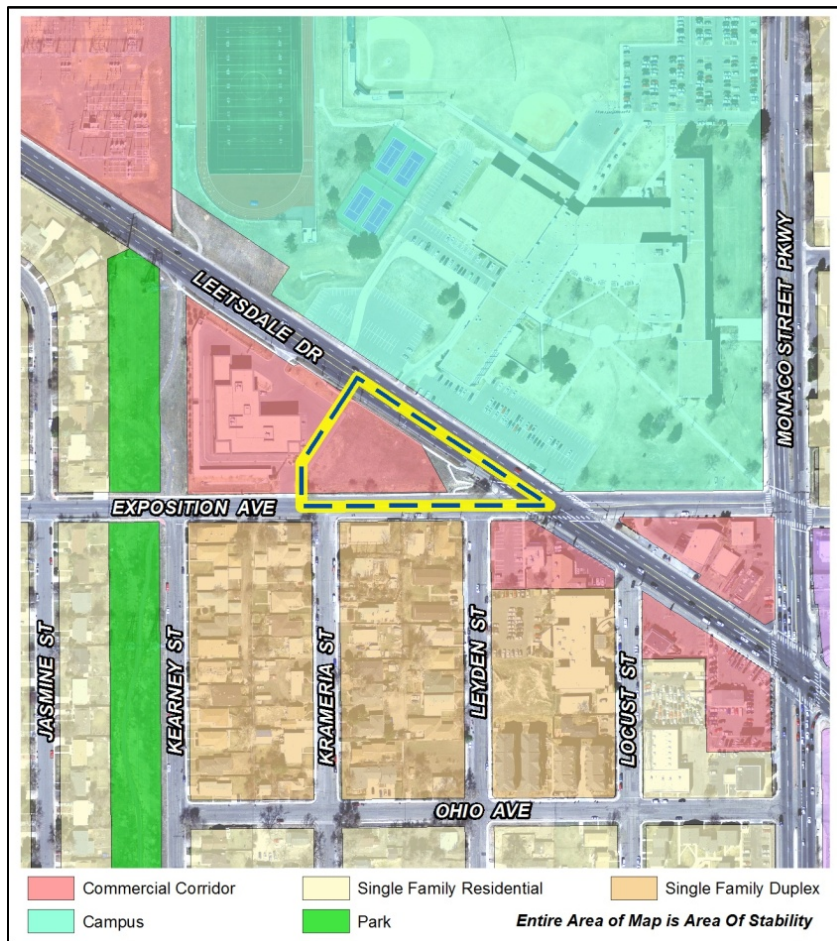 LEETSDALE DR
MONACO STREET PKWY
EXPOSITION AVE
JASMINE ST
KEARNEY ST
KRAMERIA ST
LEYDEN ST
LOCUST ST
OHIO AVE
Commercial Corridor
Single Family Residential
Single Family Duplex
Campus
Park
Entire Area of Map is Area Of Stability